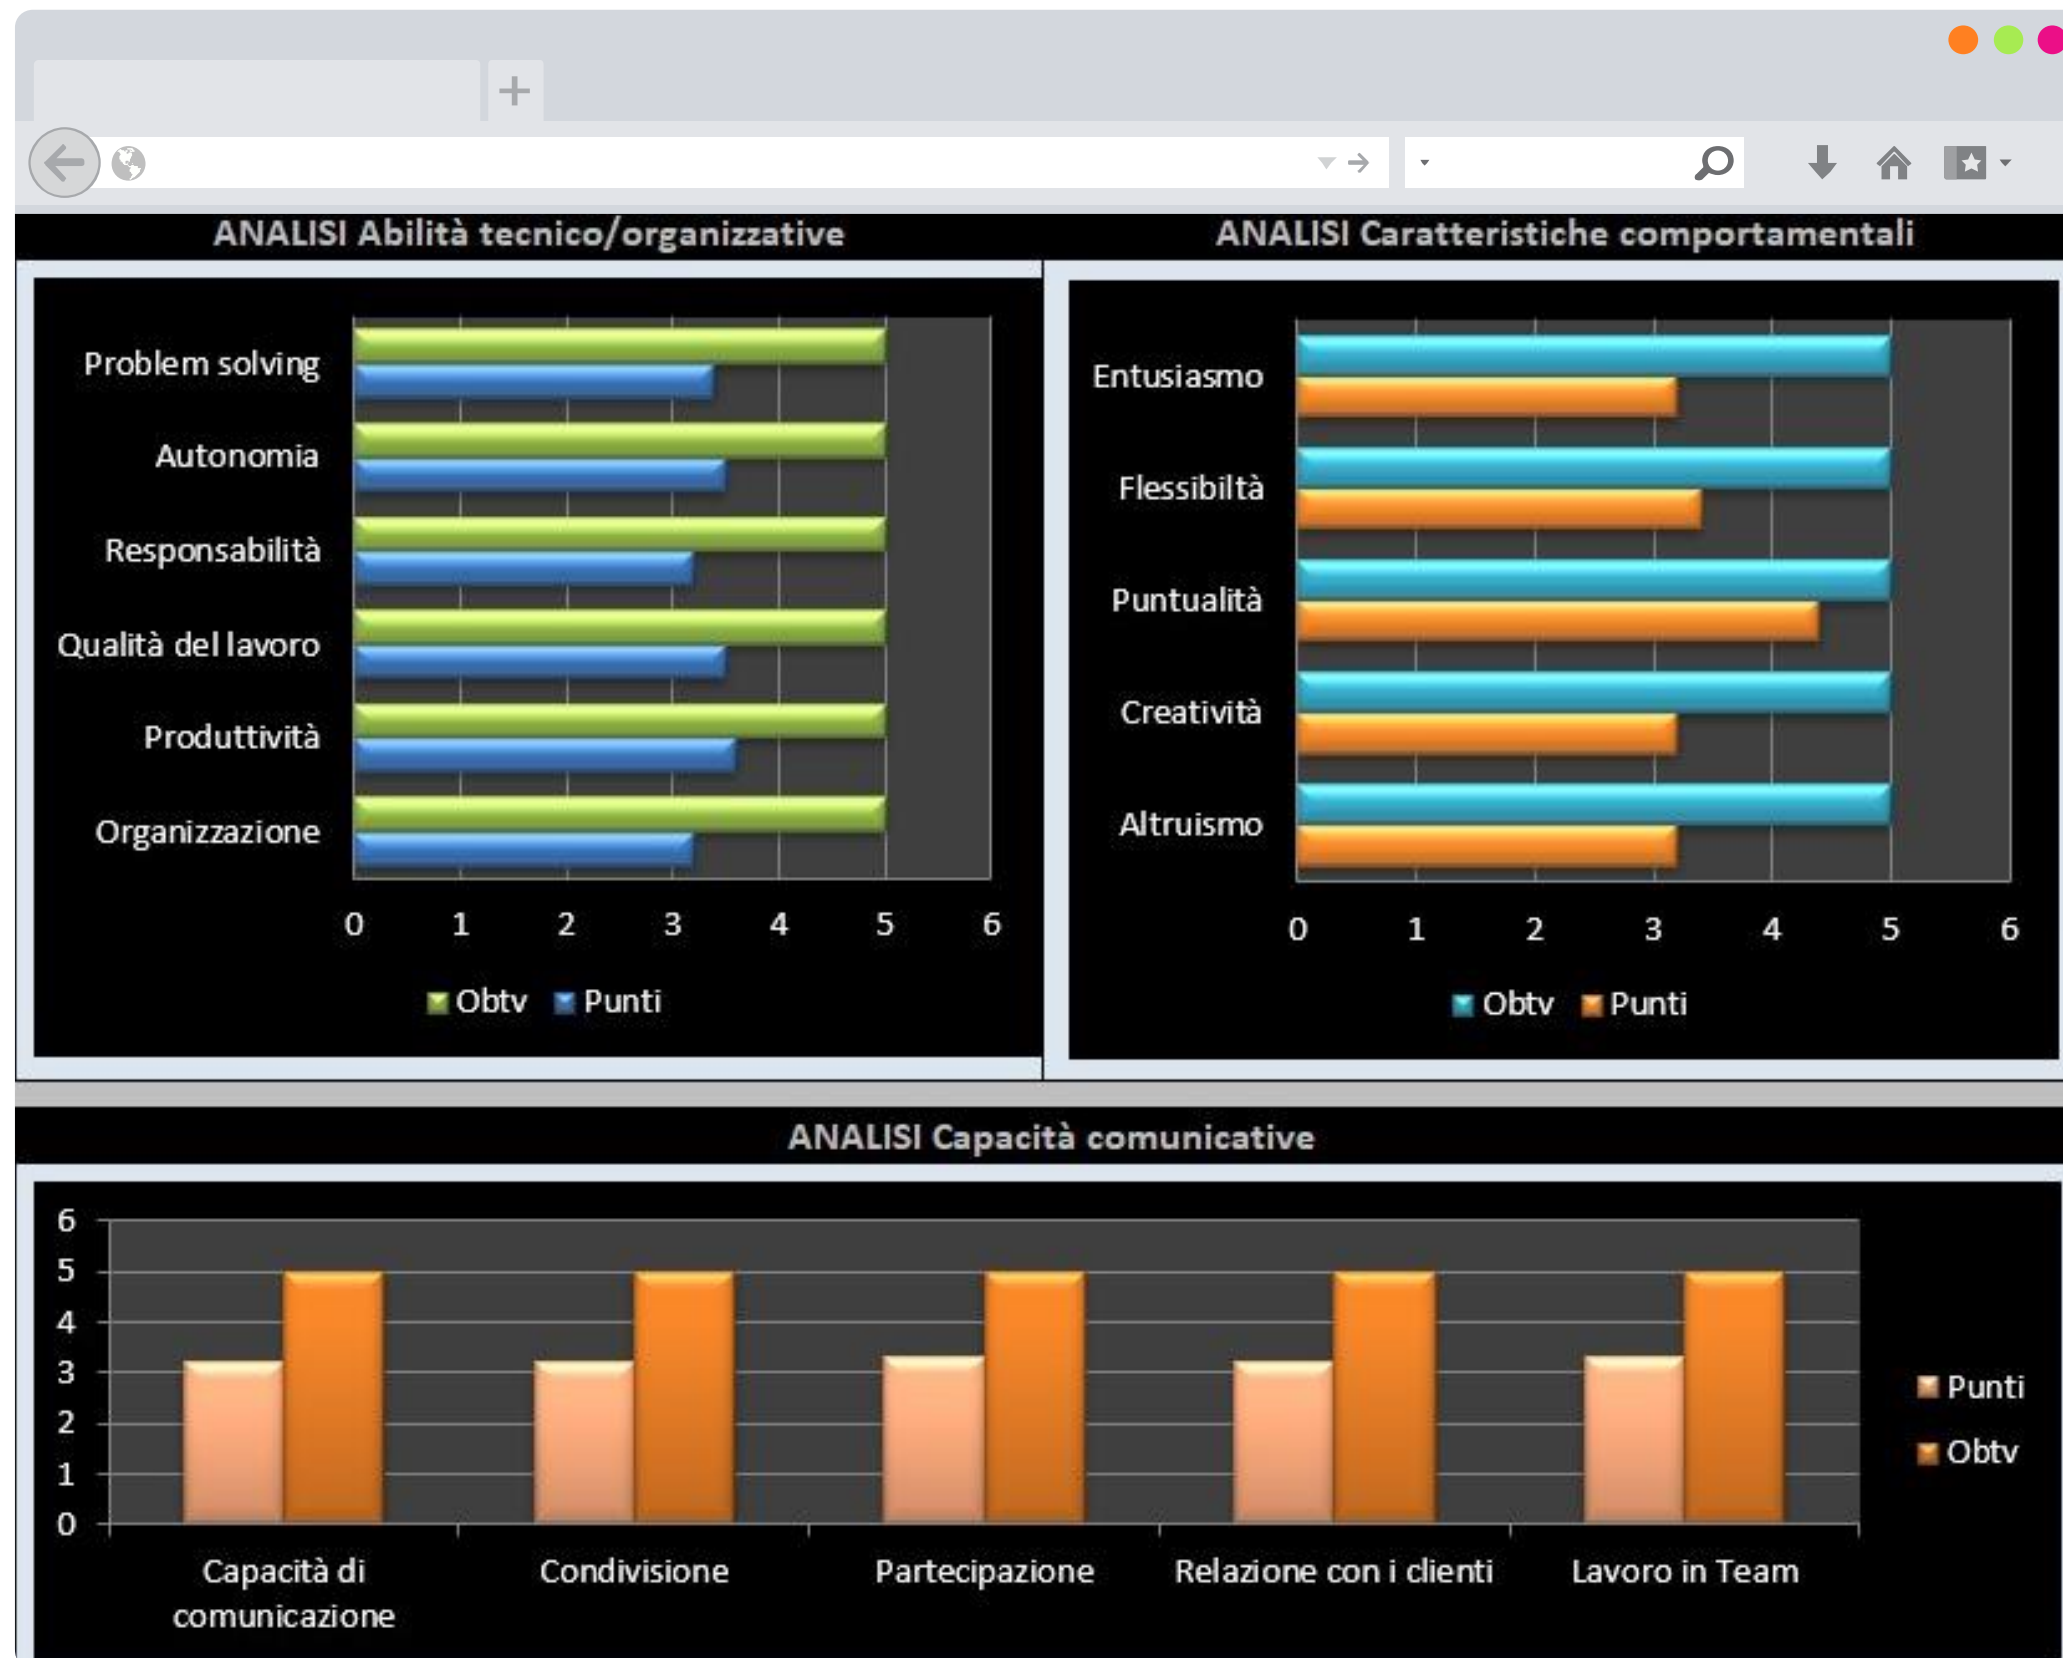 ANALISI Abilità tecnico/organizzative
Problem solving
Autonomia
Responsabilità
Qualità del lavoro
Produttività
Organizzazione
0 1 2 3 4 5 6
Obtv Punti
ANALISI Caratteristiche comportamentali
Entusiasmo
Flessibiltà
Puntualità
Creatività
Altruismo
0 1 2 3 4 5 6
Obtv Punti
ANALISI Capacità comunicative
6
5
4
3
2
1
0
Capacità di
comunicazione
Condivisione
Partecipazione
Relazione con i clienti
Lavoro in Team
Punti
Obtv